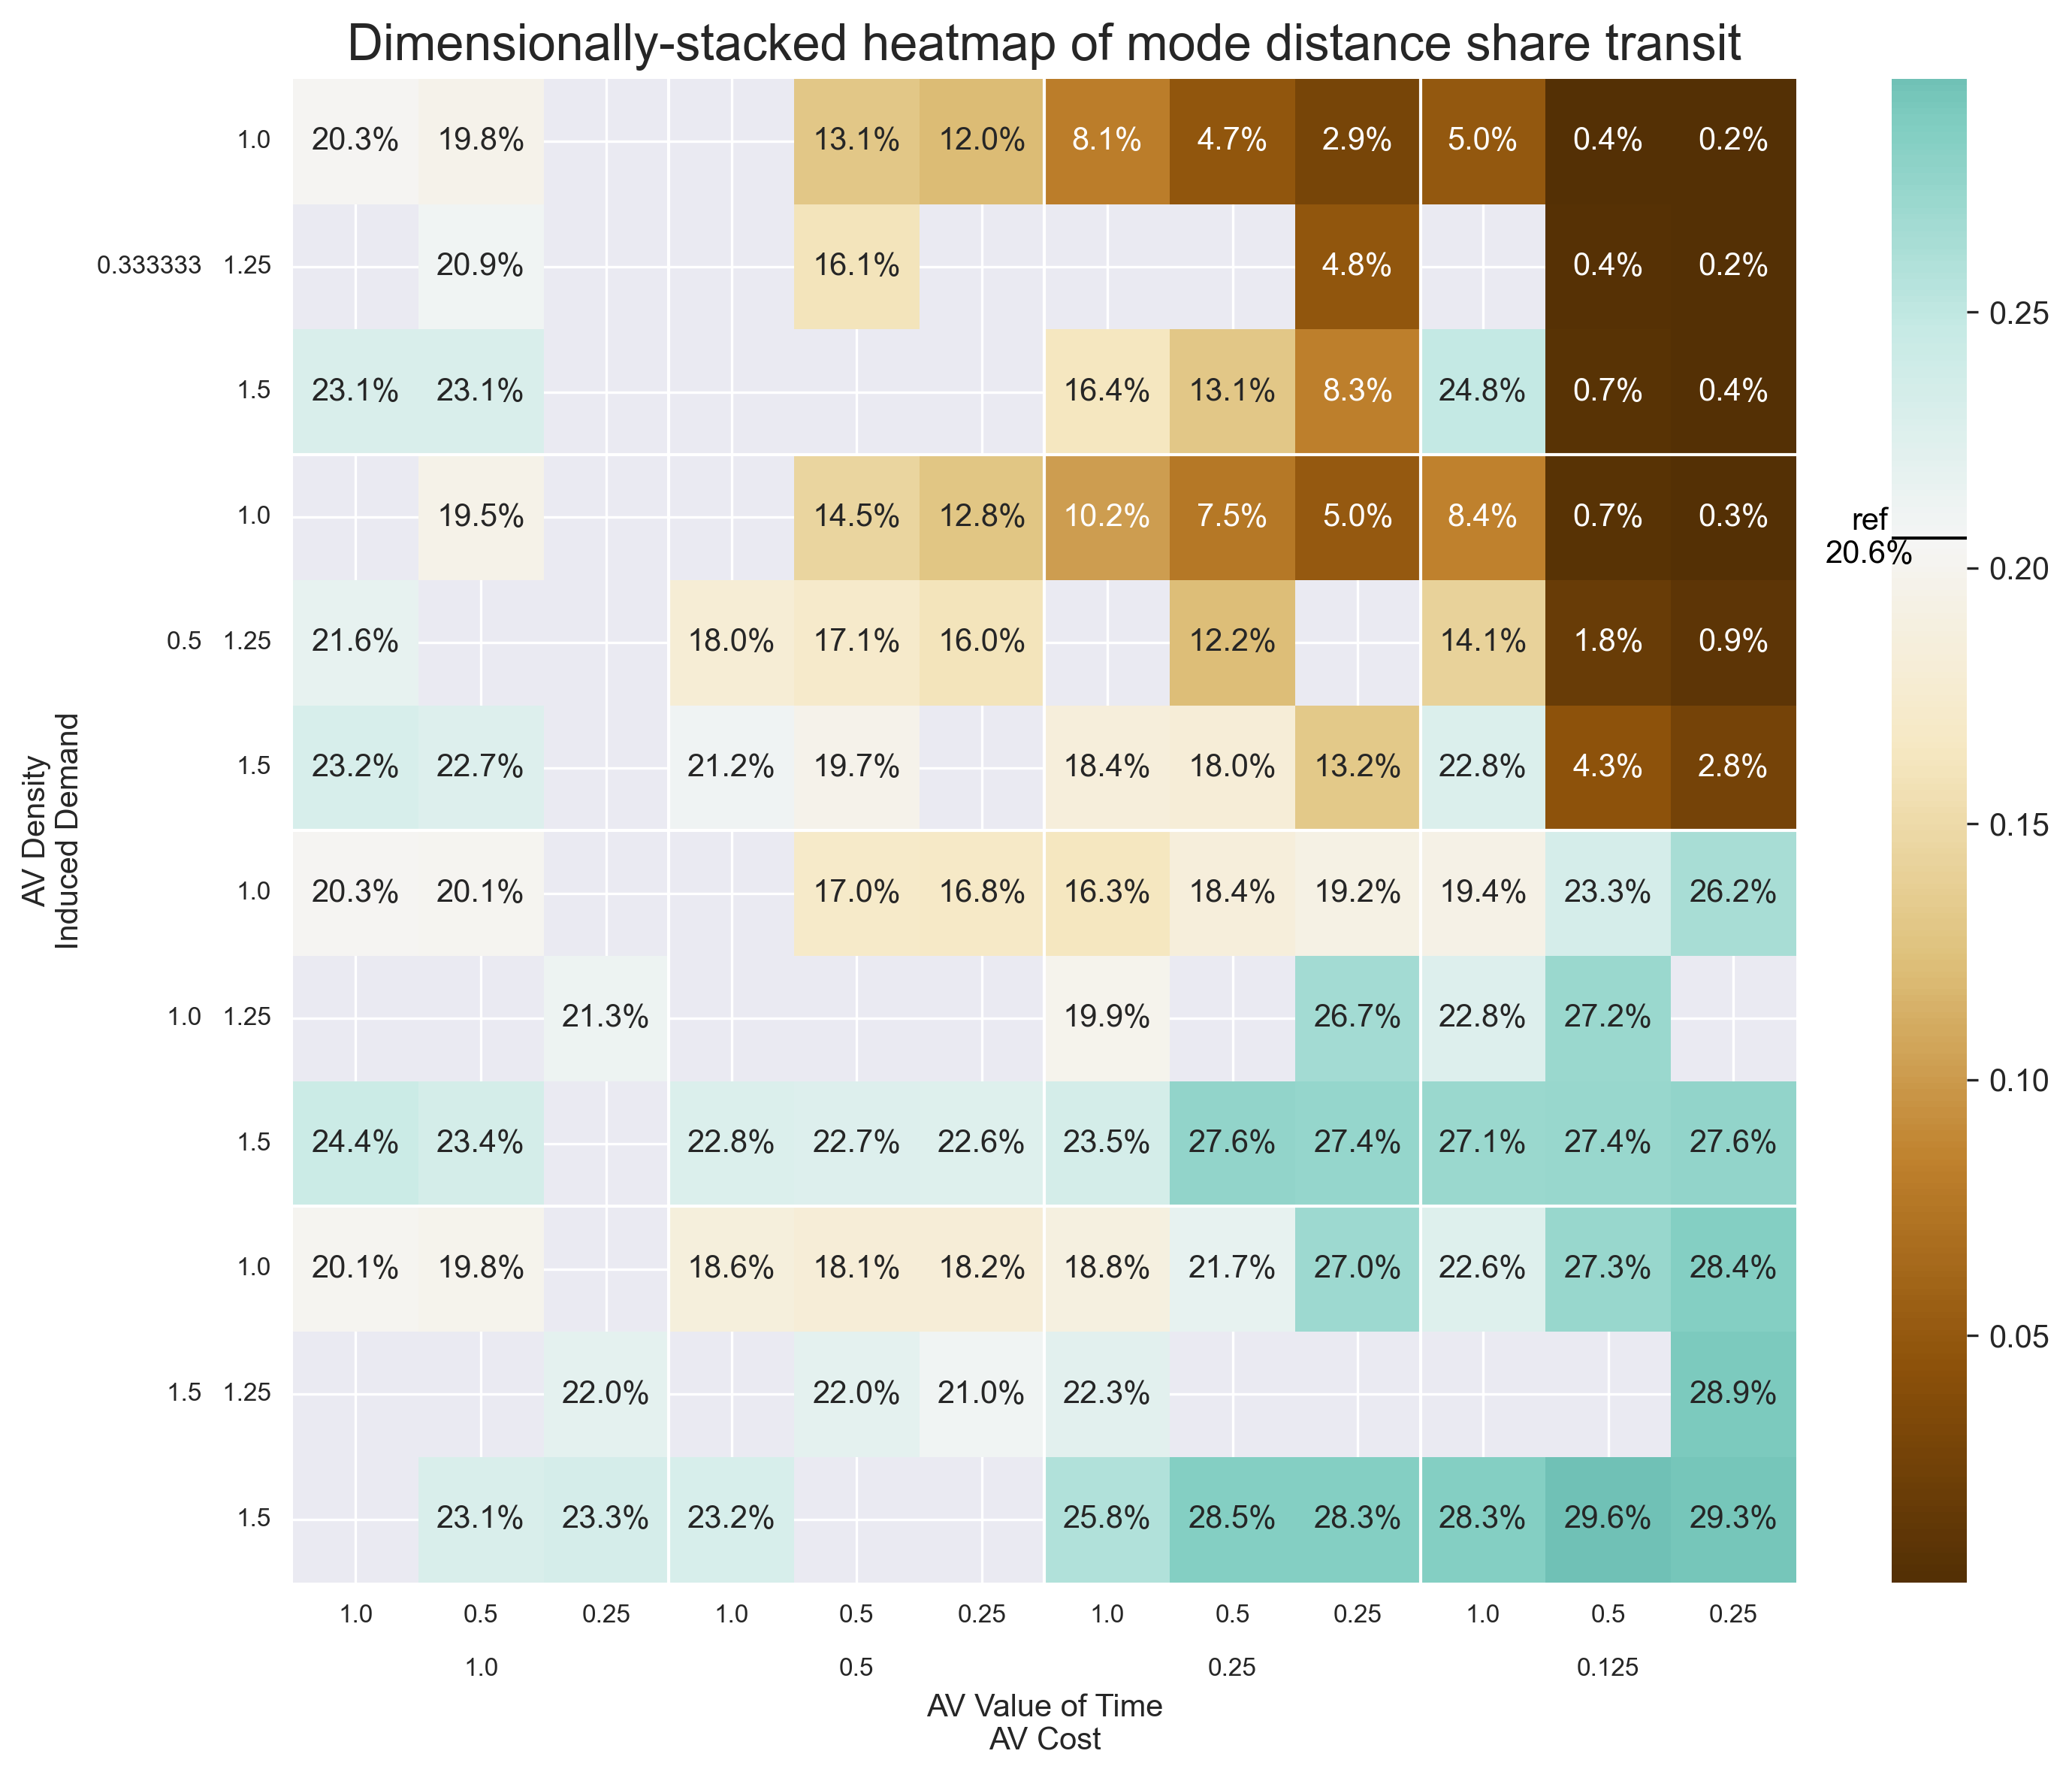 Dimensionally-stacked heatmap of mode distance share transit
1.0 20.3% 19.8% 13.1% 12.0% 8.1% 4.7% 2.9% 5.0% 0.4% 0.2%
0.333333 1.25 20.9% 16.1% 4.8% 0.4% 0.2%
0.25
1.5 23.1% 23.1% 16.4% 13.1% 8.3% 24.8% 0.7% 0.4%
1.0 19.5% 14.5% 12.8% 10.2% 7.5% 5.0% 8.4% 0.7% 0.3%
ref
20.6%
0.20
0.5 1.25 21.6% 18.0% 17.1% 16.0% 12.2% 14.1% 1.8% 0.9%
1.5 23.2% 22.7% 21.2% 19.7% 18.4% 18.0% 13.2% 22.8% 4.3% 2.8%
0.15
AV Density
Induced Demand
1.0 20.3% 20.1% 17.0% 16.8% 16.3% 18.4% 19.2% 19.4% 23.3% 26.2%
1.0 1.25 21.3% 19.9% 26.7% 22.8% 27.2%
0.10
1.5 24.4% 23.4% 22.8% 22.7% 22.6% 23.5% 27.6% 27.4% 27.1% 27.4% 27.6%
1.0 20.1% 19.8% 18.6% 18.1% 18.2% 18.8% 21.7% 27.0% 22.6% 27.3% 28.4%
0.05
1.5 1.25 22.0% 22.0% 21.0% 22.3% 28.9%
1.5 23.1% 23.3% 23.2% 25.8% 28.5% 28.3% 28.3% 29.6% 29.3%
1.0 0.5 0.25 1.0 0.5 0.25 1.0 0.5 0.25 1.0 0.5 0.25
1.0 0.5 0.25 0.125
AV Value of Time
AV Cost